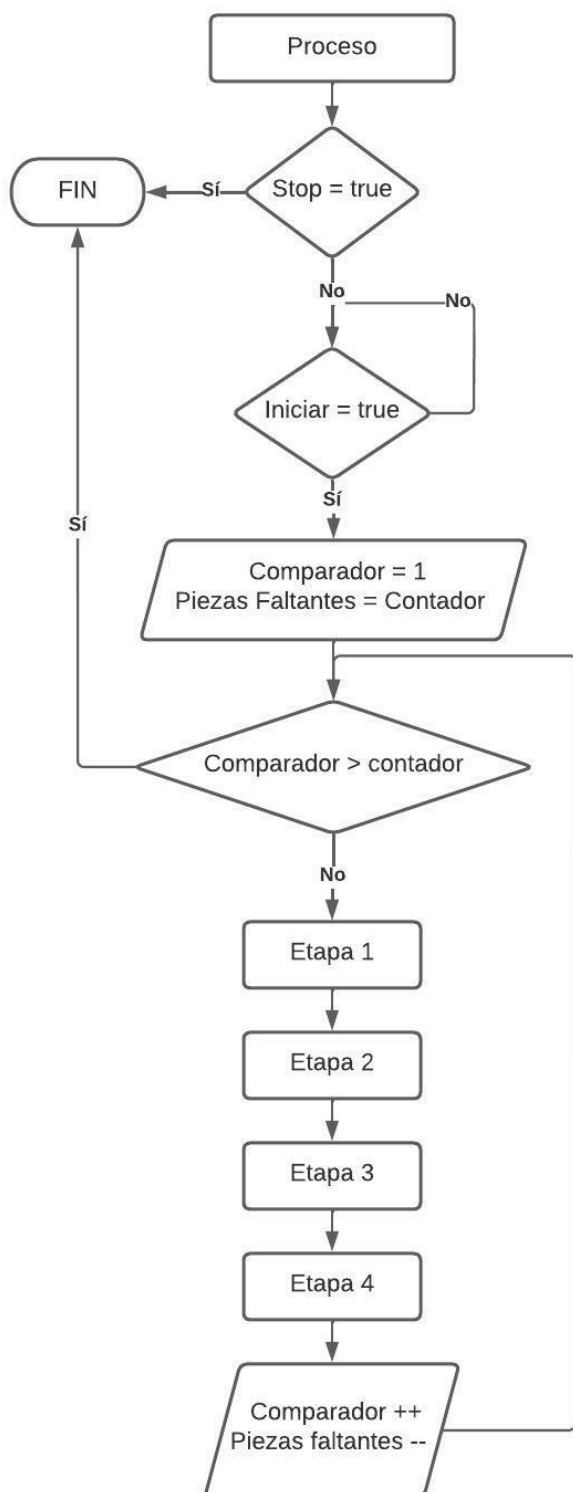 Proceso
Stop = true
Sí
FIN
No
No
Iniciar = true
Sí
Sí
Comparador = 1
Piezas Faltantes = Contador
Comparador > contador
No
Etapa 1
Etapa 2
Etapa 3
Etapa 4
Comparador ++
Piezas faltantes --